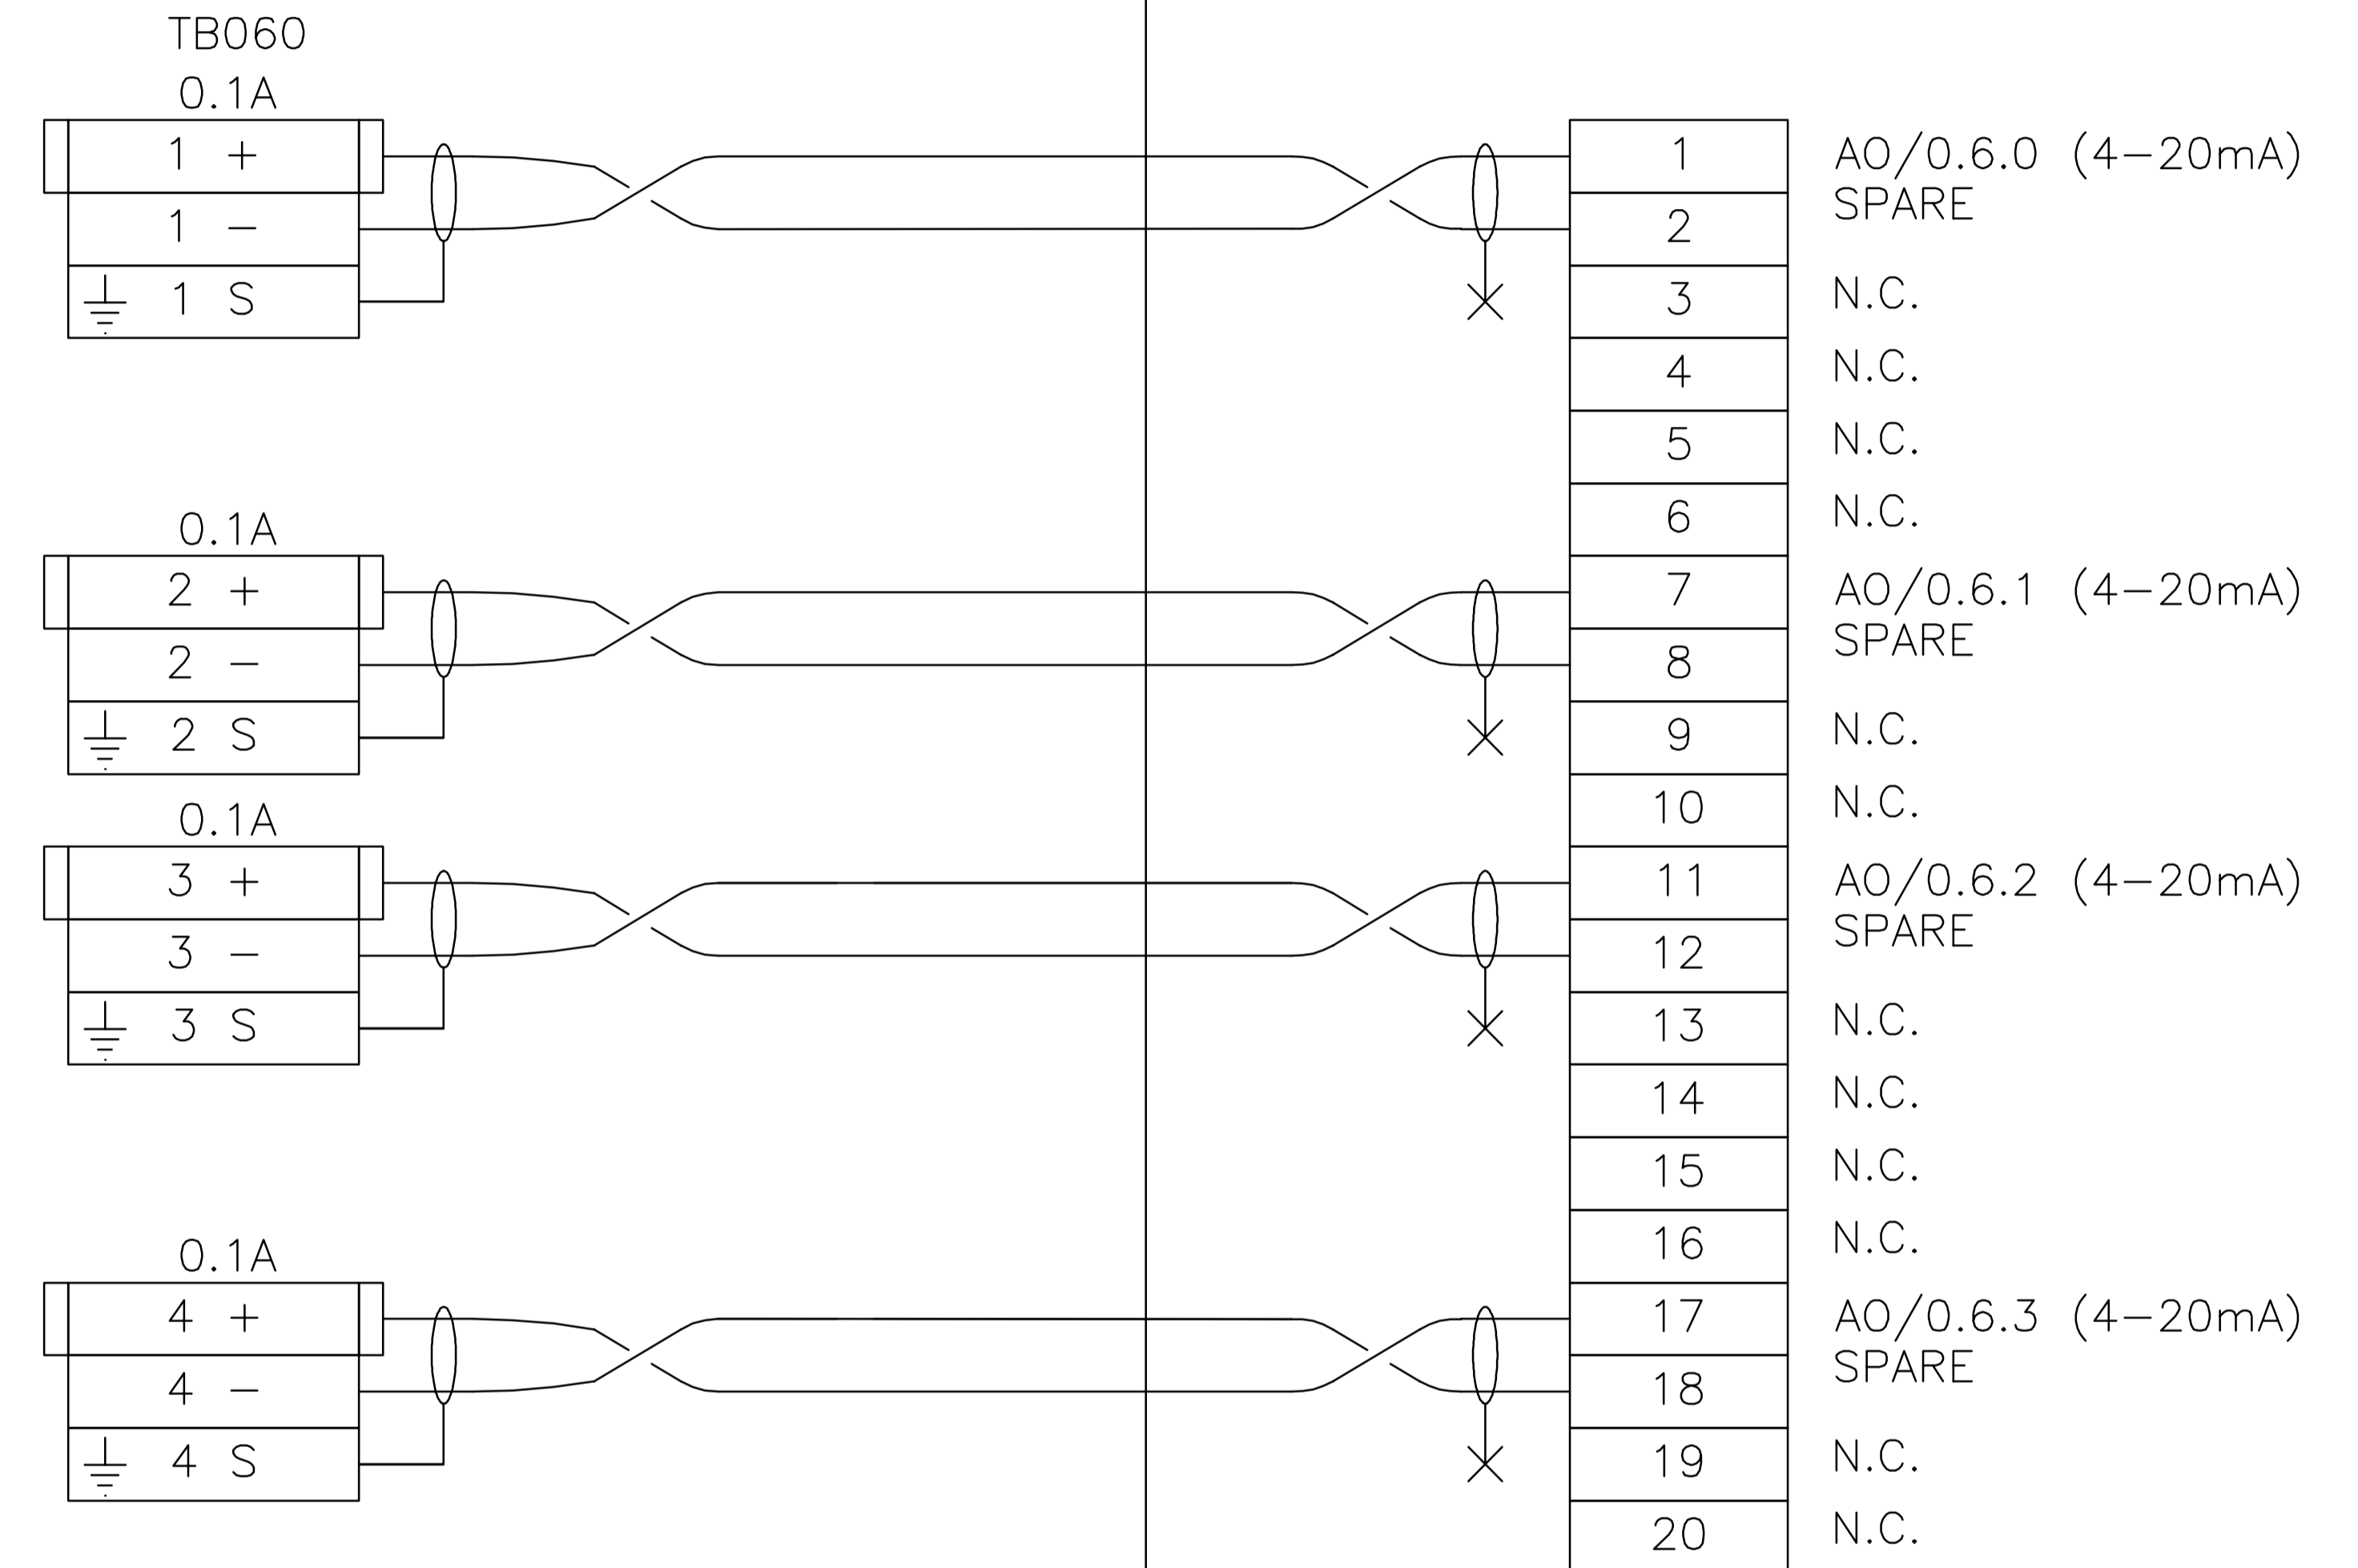 TB060
0.1A
1 +
1 -
1 S
0.1A
2 +
2 -
2 S
0.1A
3 +
3 -
3 S
0.1A
4 +
4 -
4 S
1 AO/0.6.0 (4-20mA)
SPARE
2
3 N.C.
4 N.C.
5 N.C.
6 N.C.
7 AO/0.6.1 (4-20mA)
SPARE
8
9 N.C.
10 N.C.
11 AO/0.6.2 (4-20mA)
SPARE
12
13 N.C.
14 N.C.
15 N.C.
16 N.C.
17 AO/0.6.3 (4-20mA)
SPARE
18
19 N.C.
20 N.C.